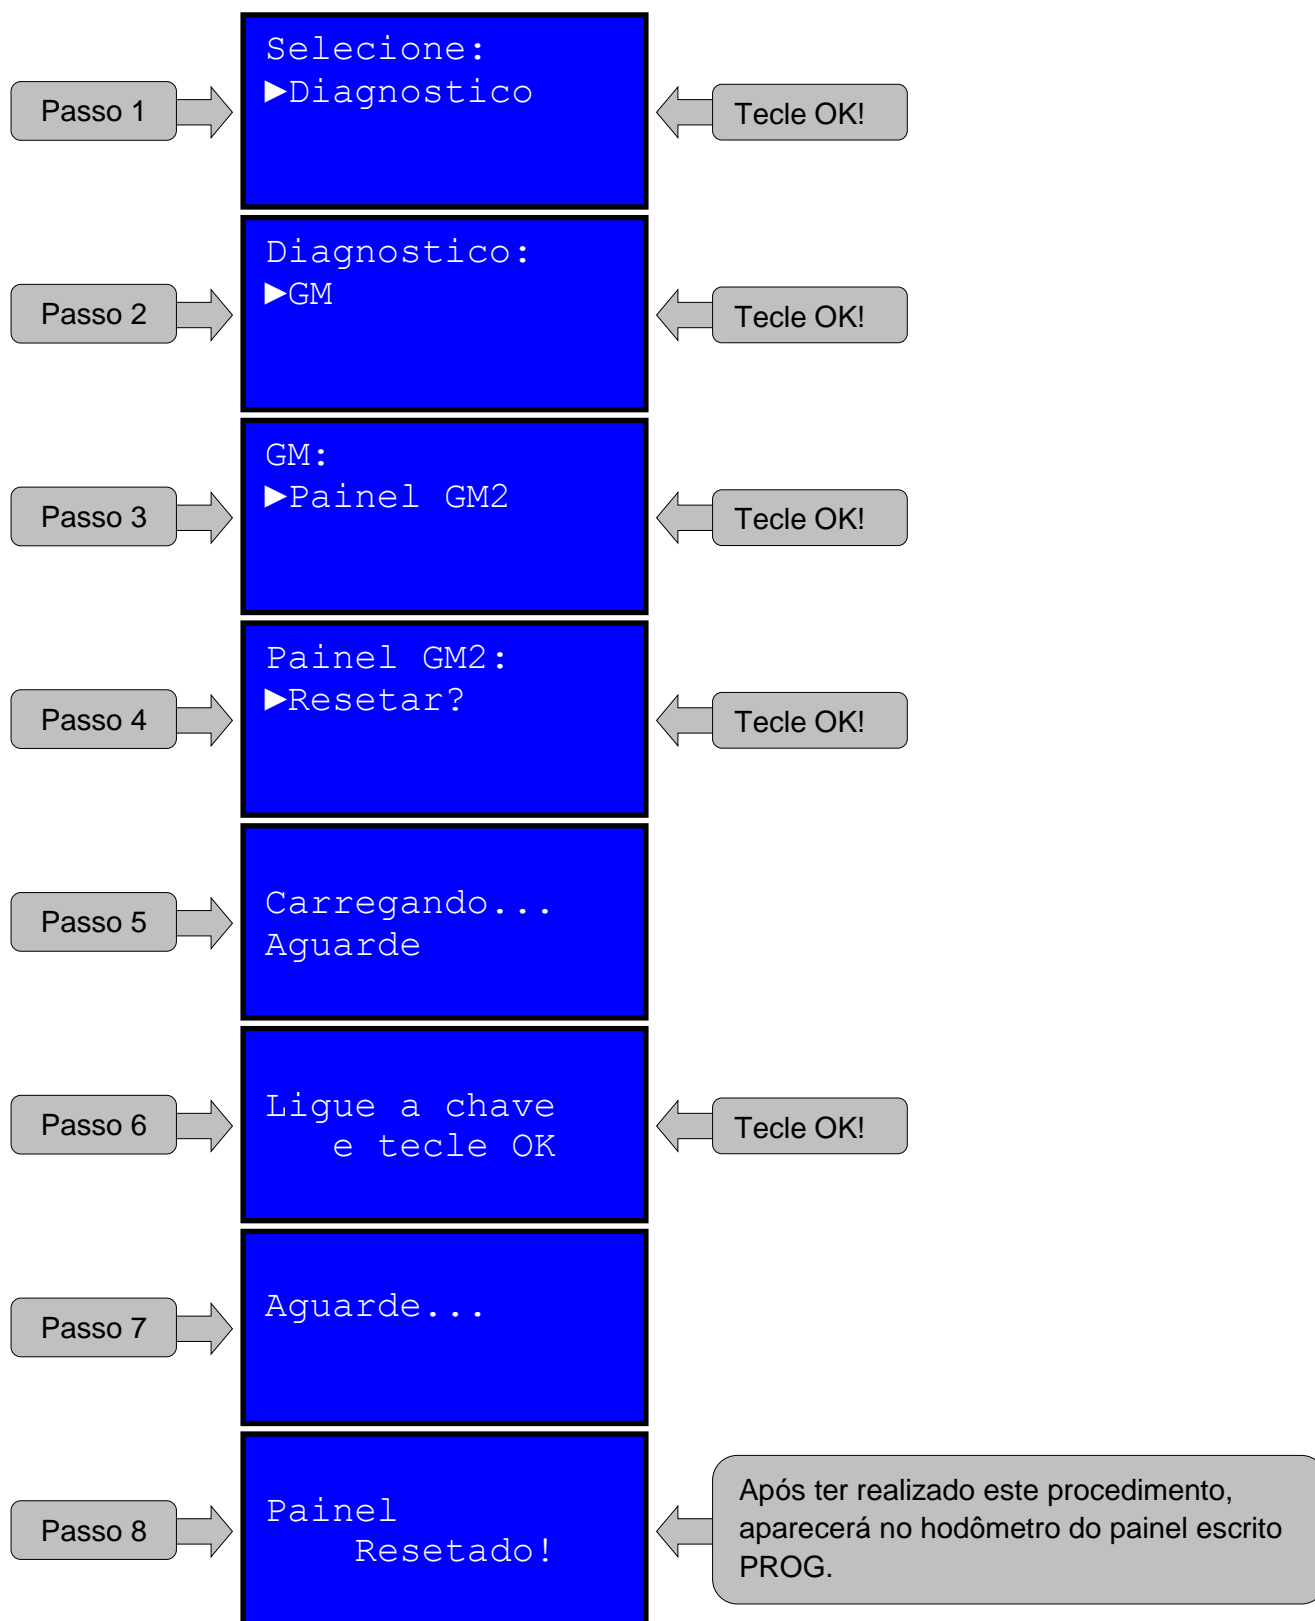 Passo 1
Selecione:
►Diagnostico
Tecle OK!
Passo 2
Diagnostico:
►GM
Tecle OK!
Passo 3
GM:
►Painel GM2
Tecle OK!
Passo 4
Painel GM2:
►Resetar?
Tecle OK!
Passo 5
Carregando...
Aguarde
Passo 6
Ligue a chave
e tecle OK
Tecle OK!
Passo 7
Aguarde...
Passo 8
Painel
Resetado!
Após ter realizado este procedimento,
aparecerá no hodômetro do painel escrito
PROG.